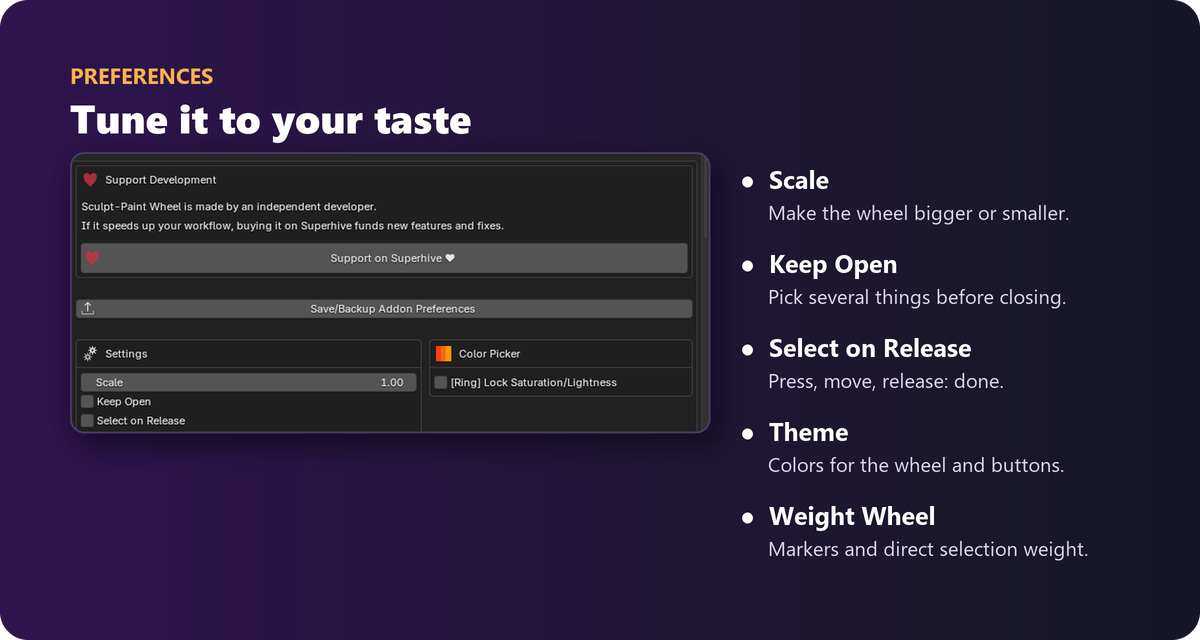 PREFERENCES
Tune it to your taste
Support Development
Sculpt-Paint Wheel is made by an independent developer.
If it speeds up your workflow, buying it on Superhive funds new features and fixes.
Support on Superhive ♥
Save/Backup Addon Preferences
Settings
Scale 1.00
Keep Open
Select on Release
Color Picker
[Ring] Lock Saturation/Lightness
● Scale
Make the wheel bigger or smaller.
● Keep Open
Pick several things before closing.
● Select on Release
Press, move, release: done.
● Theme
Colors for the wheel and buttons.
● Weight Wheel
Markers and direct selection weight.